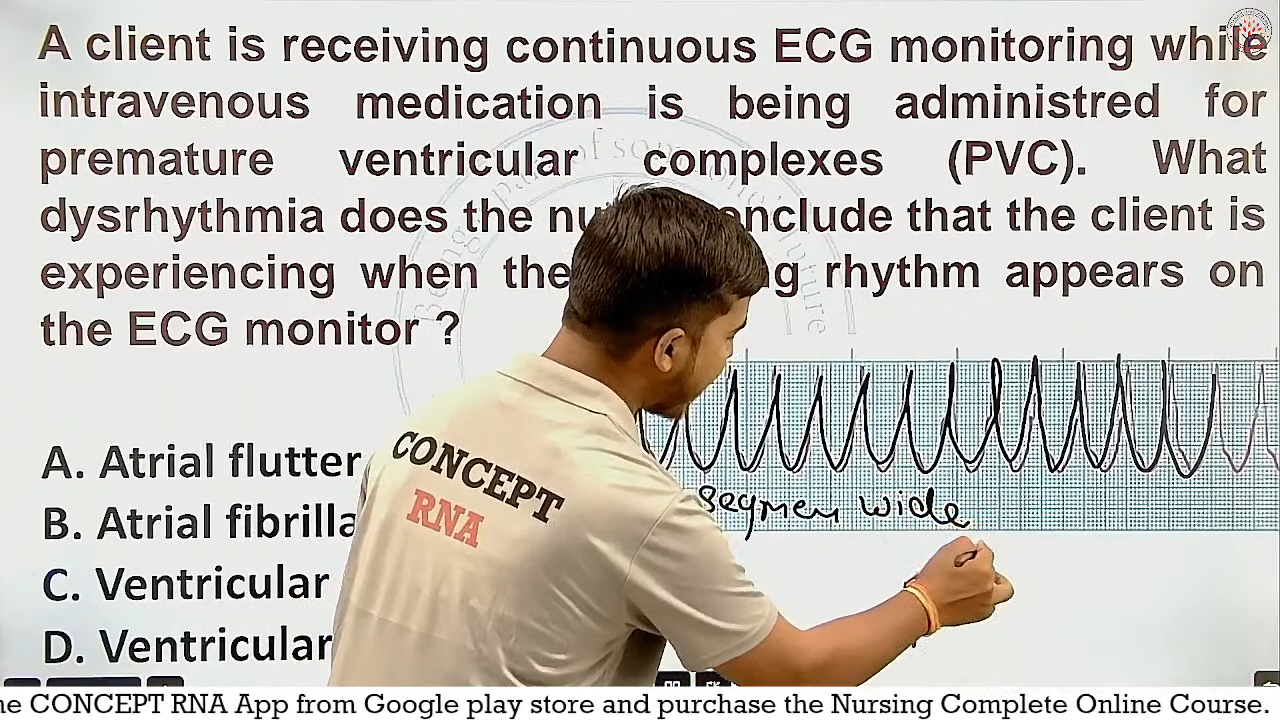 A client is receiving continuous ECG monitoring while
intravenous medication is being administred for
premature ventricular complexes (PVC). What
dysrhythmia does the nu onclude that the client is
experiencing when the g rhythm appears on
the ECG monitor ?
A. Atrial flutter
B. Atrial fibrilla
C. Ventricular
D. Ventricular
wide
CONCEPT
RNA
ne CONCEPT RNA App from Google play store and purchase the Nursing Complete Online Course.